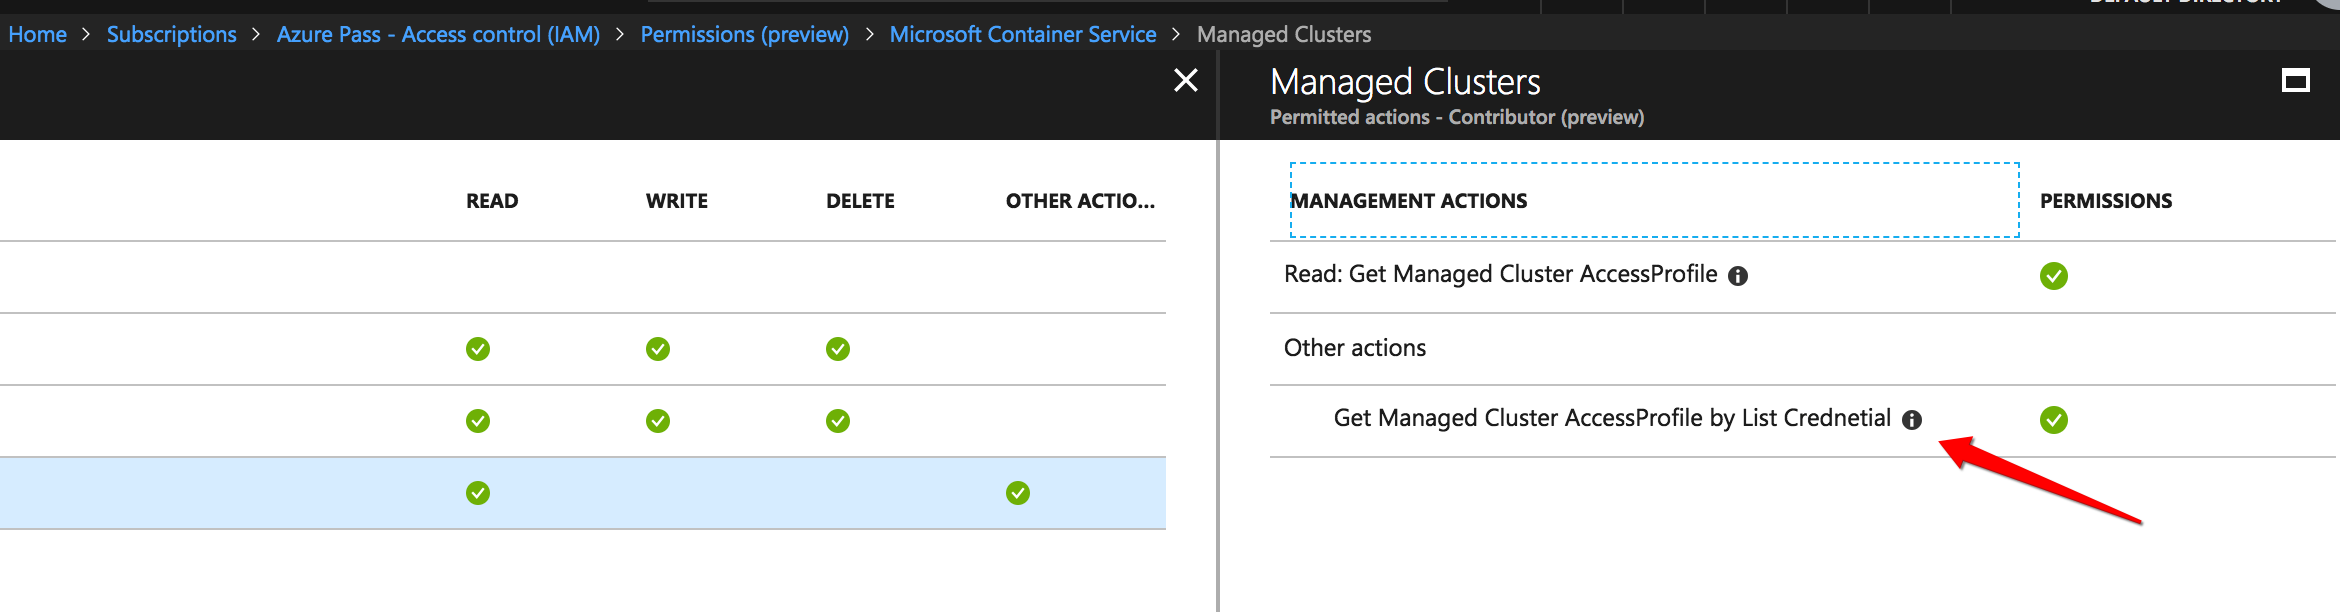 DEFAULT DIRECTORY
Home > Subscriptions > Azure Pass - Access control (IAM) > Permissions (preview) > Microsoft Container Service > Managed Clusters
Managed Clusters
Permitted actions - Contributor (preview)
READ WRITE DELETE OTHER ACTIO...
MANAGEMENT ACTIONS PERMISSIONS
Read: Get Managed Cluster AccessProfile
Other actions
Get Managed Cluster AccessProfile by List Crednetial